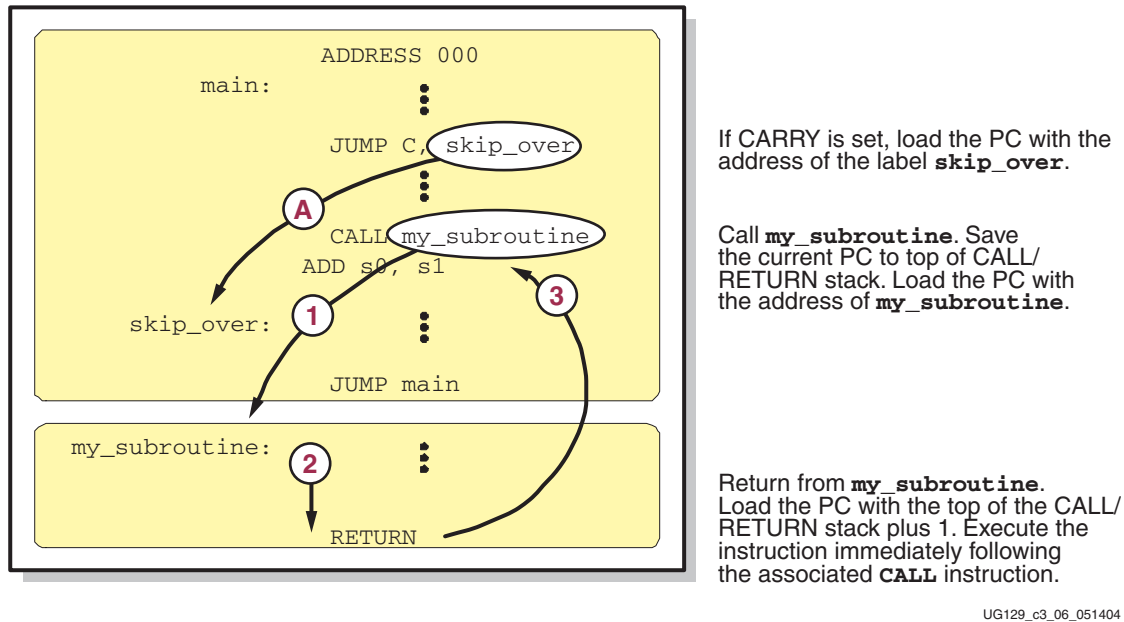 ADDRESS 000
main:
JUMP C, skip_over
If CARRY is set, load the PC with the
address of the label skip_over.
A
CALL my_subroutine
ADD s0, s1
Call my_subroutine. Save
the current PC to top of CALL/
RETURN stack. Load the PC with
the address of my_subroutine.
3
1
skip_over:
JUMP main
my_subroutine:
2
RETURN
Return from my_subroutine.
Load the PC with the top of the CALL/
RETURN stack plus 1. Execute the
instruction immediately following
the associated CALL instruction.
UG129_c3_06_051404